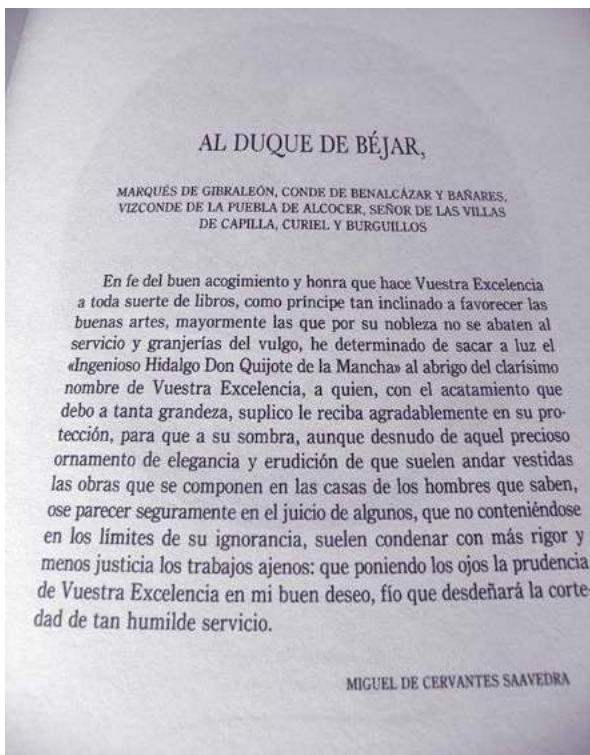 AL DUQUE DE BÉJAR,
MARQUÉS DE GIBRALEÓN, CONDE DE BENALCÁZAR Y BAÑARES,
VIZCONDE DE LA PUEBLA DE ALCOCER, SEÑOR DE LAS VILLAS
DE CAPILLA, CURIEL Y BURGUILLOS
En fe del buen acogimiento y honra que hace Vuestra Excelencia
a toda suerte de libros, como príncipe tan inclinado a favorecer las
buenas artes, mayormente las que por su nobleza no se abaten al
servicio y granjerías del vulgo, he determinado de sacar a luz el
«Ingenioso Hidalgo Don Quijote de la Mancha» al abrigo del clarísimo
nombre de Vuestra Excelencia, a quien, con el acatamiento que
debo a tanta grandeza, suplico le reciba agradablemente en su pro-
tección, para que a su sombra, aunque desnudo de aquel precioso
ornamento de elegancia y erudición de que suelen andar vestidas
las obras que se componen en las casas de los hombres que saben,
ose parecer seguramente en el juicio de algunos, que no conteniéndose
en los límites de su ignorancia, suelen condenar con más rigor y
menos justicia los trabajos ajenos: que poniendo los ojos la prudencia
de Vuestra Excelencia en mi buen deseo, fío que desdeñará la corte-
dad de tan humilde servicio.
MIGUEL DE CERVANTES SAAVEDRA